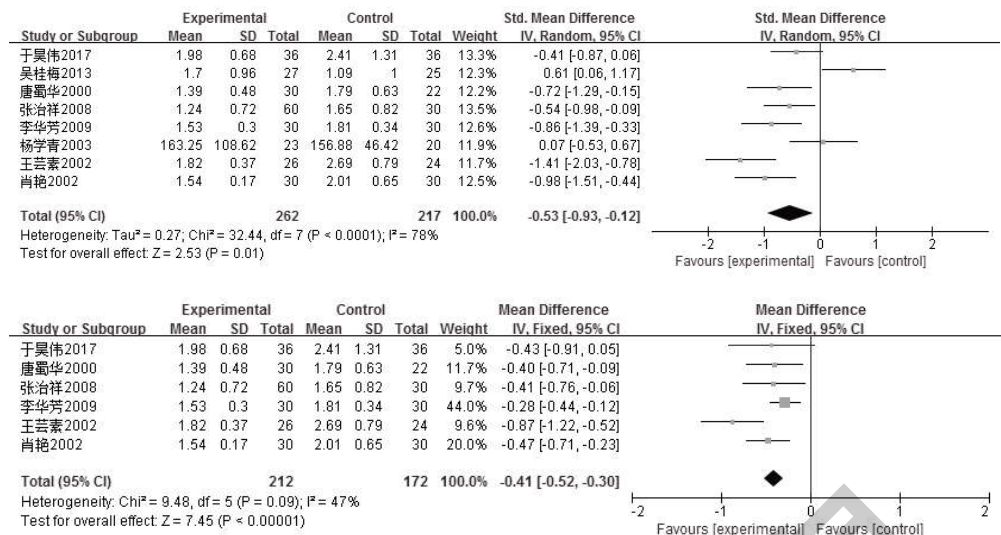 Experimental Control Std. Mean Difference Std. Mean Difference
Study or Subgroup Mean SD Total Mean SD Total Weight IV, Random, 95% CI IV, Random, 95% CI
于昊伟2017 1.98 0.68 36 2.41 1.31 36 13.3% -0.41 [-0.87, 0.06]
吴桂梅2013 1.7 0.96 27 1.09 1 25 12.4% 0.61 [0.06, 1.17]
唐蜀华2000 1.39 0.48 30 1.79 0.63 22 12.2% -0.72 [-1.29, -0.15]
张治祥2008 1.24 0.72 60 1.65 0.82 30 13.5% -0.54 [-0.98, -0.09]
李华芳2009 1.53 0.3 30 1.81 0.34 30 12.6% -0.86 [-1.39, -0.33]
杨学青2003 163.25 108.62 23 156.88 46.42 20 11.9% 0.07 [-0.53, 0.67]
王芸素2002 1.82 0.37 26 2.69 0.79 24 11.7% -1.41 [-2.03, -0.78]
肖艳2002 1.54 0.17 30 2.01 0.65 30 12.5% -0.98 [-1.51, -0.44]
Total (95% CI) 262 217 100.0% -0.53 [-0.93, -0.12]
Heterogeneity: Tau² = 0.27; Chi² = 32.44, df = 7 (P < 0.0001); I² = 78%
Test for overall effect: Z = 2.53 (P = 0.01)
-2 -1 0 1 2
Favours [experimental] Favours [control]
Experimental Control Mean Difference Mean Difference
Study or Subgroup Mean SD Total Mean SD Total Weight IV, Fixed, 95% CI IV, Fixed, 95% CI
于昊伟2017 1.98 0.68 36 2.41 1.31 36 5.0% -0.43 [-0.91, 0.05]
唐蜀华2000 1.39 0.48 30 1.79 0.63 22 11.7% -0.40 [-0.71, -0.09]
张治祥2008 1.24 0.72 60 1.65 0.82 30 9.7% -0.41 [-0.76, -0.06]
李华芳2009 1.53 0.3 30 1.81 0.34 30 44.0% -0.28 [-0.44, -0.12]
王芸素2002 1.82 0.37 26 2.69 0.79 24 9.6% -0.87 [-1.22, -0.52]
肖艳2002 1.54 0.17 30 2.01 0.65 30 20.0% -0.47 [-0.71, -0.23]
Total (95% CI) 212 172 100.0% -0.41 [-0.52, -0.30]
Heterogeneity: Chi² = 9.48, df = 5 (P = 0.09); I² = 47%
Test for overall effect: Z = 7.45 (P < 0.00001)
-2 -1 0 1 2
Favours [experimental] Favours [control]